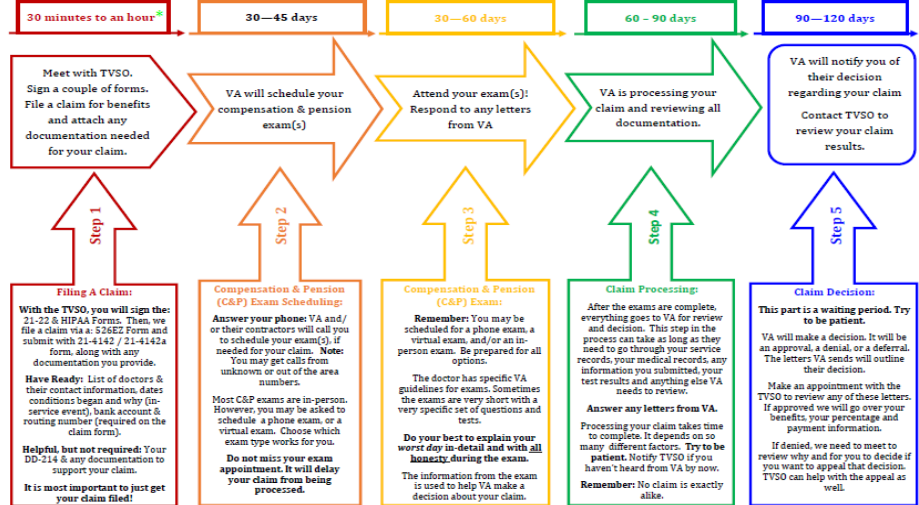 30 minutes to an hour*
30—45 days
30—60 days
60 – 90 days
90—120 days
Meet with TVSO.
Sign a couple of forms.
File a claim for benefits
and attach any
documentation needed
for your claim.
VA will schedule your
compensation & pension
exam(s)
Attend your exam(s)!
Respond to any letters
from VA
VA is processing your
claim and reviewing all
documentation.
VA will notify you of
their decision
regarding your claim
Contact TVSO to
review your claim
results.
Step 1
Step 2
Step 3
Step 4
Step 5
Filing A Claim:
With the TVSO, you will sign the:
21-22 & HIPAA Forms. Then, we
file a claim via a: 526EZ Form and
submit with 21-4142 / 21-4142a
form, along with any
documentation you provide.
Have Ready: List of doctors &
their contact information, dates
conditions began and why (in-
service event), bank account &
routing number (required on the
claim form).
Helpful, but not required: Your
DD-214 & any documentation to
support your claim.
It is most important to just get
your claim filed!
Compensation & Pension
(C&P) Exam Scheduling:
Answer your phone: VA and/
or their contractors will call you
to schedule your exam(s), if
needed for your claim. Note:
You may get calls from
unknown or out of the area
numbers.
Most C&P exams are in-person.
However, you may be asked to
schedule a phone exam, or a
virtual exam. Choose which
exam type works for you.
Do not miss your exam
appointment. It will delay
your claim from being
processed.
Compensation & Pension
(C&P) Exam:
Remember: You may be
scheduled for a phone exam, a
virtual exam, and/or an in-
person exam. Be prepared for all
options.
The doctor has specific VA
guidelines for exams. Sometimes
the exams are very short with a
very specific set of questions and
tests.
Do your best to explain your
worst day in-detail and with all
honesty during the exam.
The information from the exam
is used to help VA make a
decision about your claim.
Claim Processing:
After the exams are complete,
everything goes to VA for review
and decision. This step in the
process can take as long as they
need to go through your service
records, your medical records, any
information you submitted, your
test results and anything else VA
needs to review.
Answer any letters from VA.
Processing your claim takes time
to complete. It depends on so
many different factors. Try to be
patient. Notify TVSO if you
haven't heard from VA by now.
Remember: No claim is exactly
alike.
Claim Decision:
This part is a waiting period. Try
to be patient.
VA will make a decision. It will be
an approval, a denial, or a deferral.
The letters VA sends will outline
their decision.
Make an appointment with the
TVSO to review any of these letters.
If approved we will go over your
benefits, your percentage and
payment information.
If denied, we need to meet to
review why and for you to decide if
you want to appeal that decision.
TVSO can help with the appeal as
well.